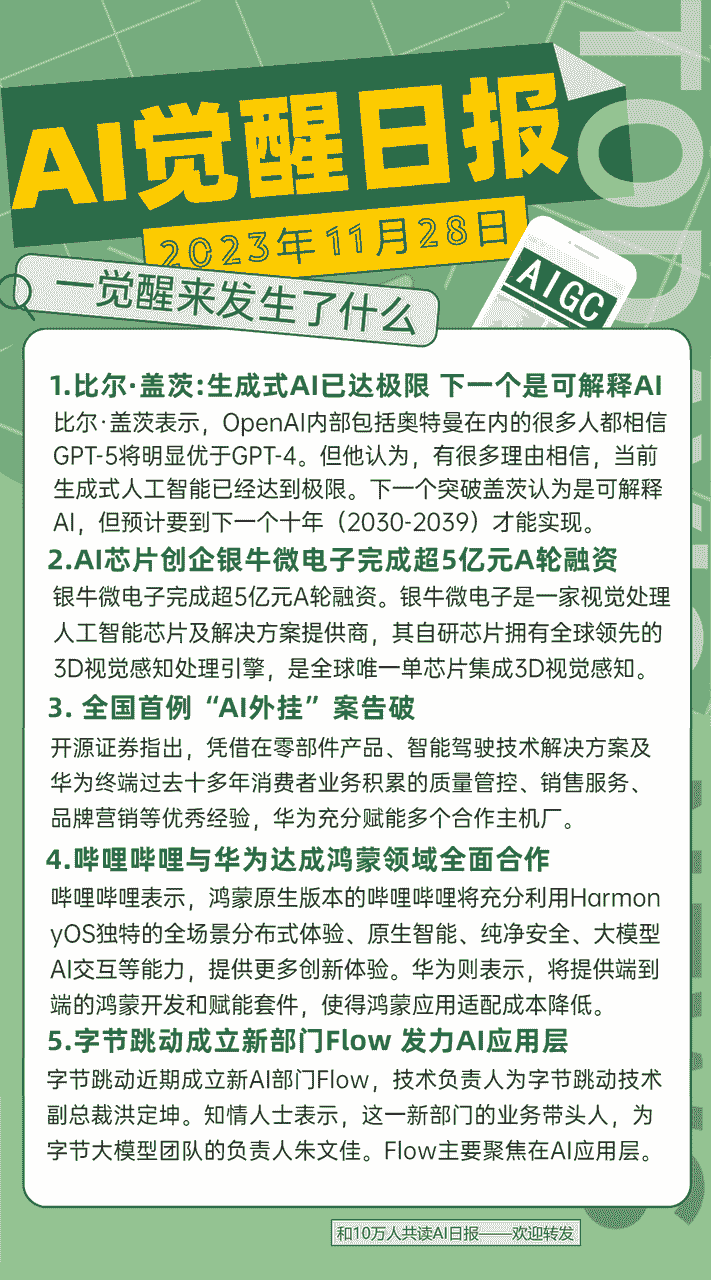 AI觉醒日报
2023年11月28日
一觉醒来发生了什么
AIGC
1.比尔·盖茨:生成式AI已达极限 下一个是可解释AI
比尔·盖茨表示，OpenAI内部包括奥特曼在内的很多人都相信
GPT-5将明显优于GPT-4。但他认为，有很多理由相信，当前
生成式人工智能已经达到极限。下一个突破盖茨认为是可解释
AI，但预计要到下一个十年（2030-2039）才能实现。
2.AI芯片创企银牛微电子完成超5亿元A轮融资
银牛微电子完成超5亿元A轮融资。银牛微电子是一家视觉处理
人工智能芯片及解决方案提供商，其自研芯片拥有全球领先的
3D视觉感知处理引擎，是全球唯一单芯片集成3D视觉感知。
3. 全国首例“AI外挂”案告破
开源证券指出，凭借在零部件产品、智能驾驶技术解决方案及
华为终端过去十多年消费者业务积累的质量管控、销售服务、
品牌营销等优秀经验，华为充分赋能多个合作主机厂。
4.哔哩哔哩与华为达成鸿蒙领域全面合作
哔哩哔哩表示，鸿蒙原生版本的哔哩哔哩将充分利用Harmon
yOS独特的全场景分布式体验、原生智能、纯净安全、大模型
AI交互等能力，提供更多创新体验。华为则表示，将提供端到
端的鸿蒙开发和赋能套件，使得鸿蒙应用适配成本降低。
5.字节跳动成立新部门Flow 发力AI应用层
字节跳动近期成立新AI部门Flow，技术负责人为字节跳动技术
副总裁洪定坤。知情人士表示，这一新部门的业务带头人，为
字节大模型团队的负责人朱文佳。Flow主要聚焦在AI应用层。
和10万人共读AI日报——欢迎转发